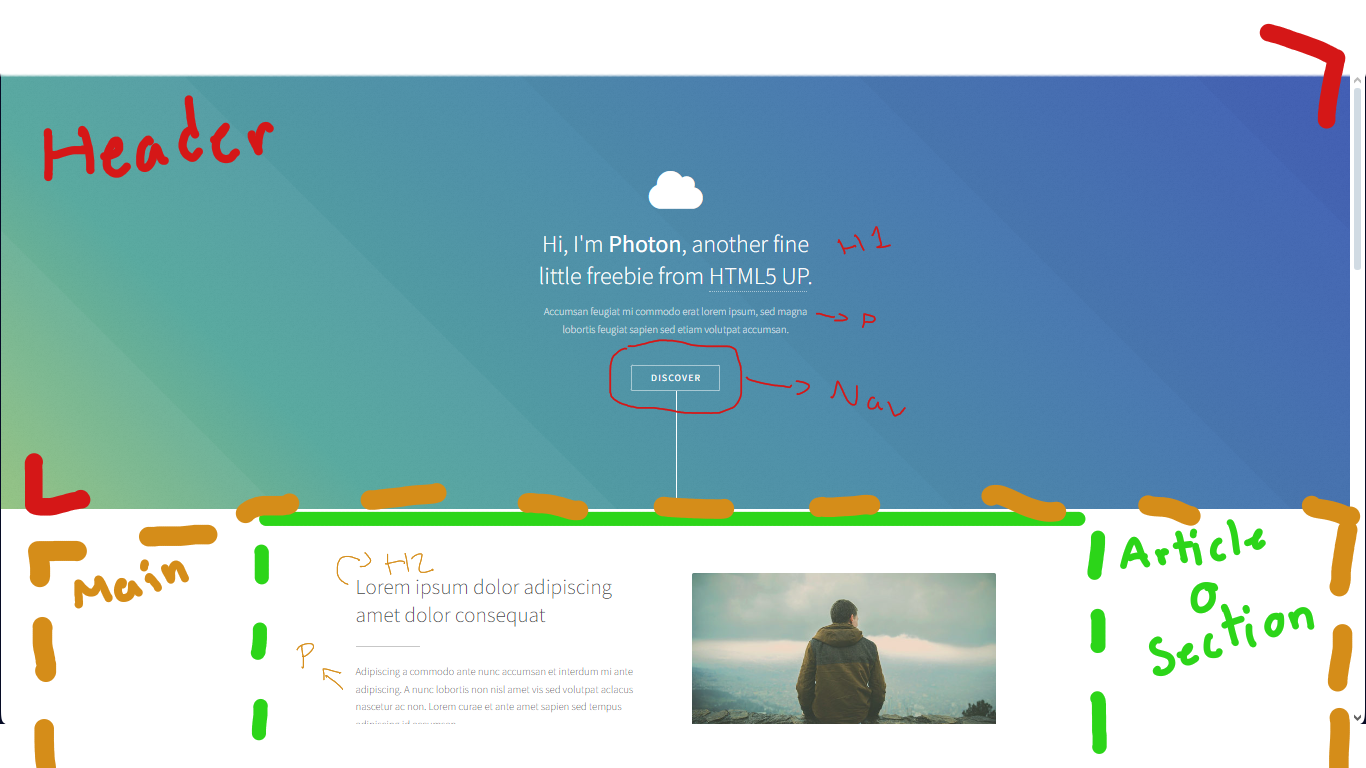 Header
Hi, I'm Photon, another fine
H1
little freebie from HTML5 UP.
Accumsan feugiat mi commodo erat lorem ipsum, sed magna
P
lobortis feugiat sapien sed etiam volutpat accumsan.
DISCOVER
Nav
Main
H2
Article
O
Section
Lorem ipsum dolor adipiscing
amet dolor consequat
P
Adipiscing a commodo ante nunc accumsan et interdum mi ante
adipiscing. A nunc lobortis non nisl amet vis sed volutpat aclacus
nascetur ac non. Lorem curae et ante amet sapien sed tempus